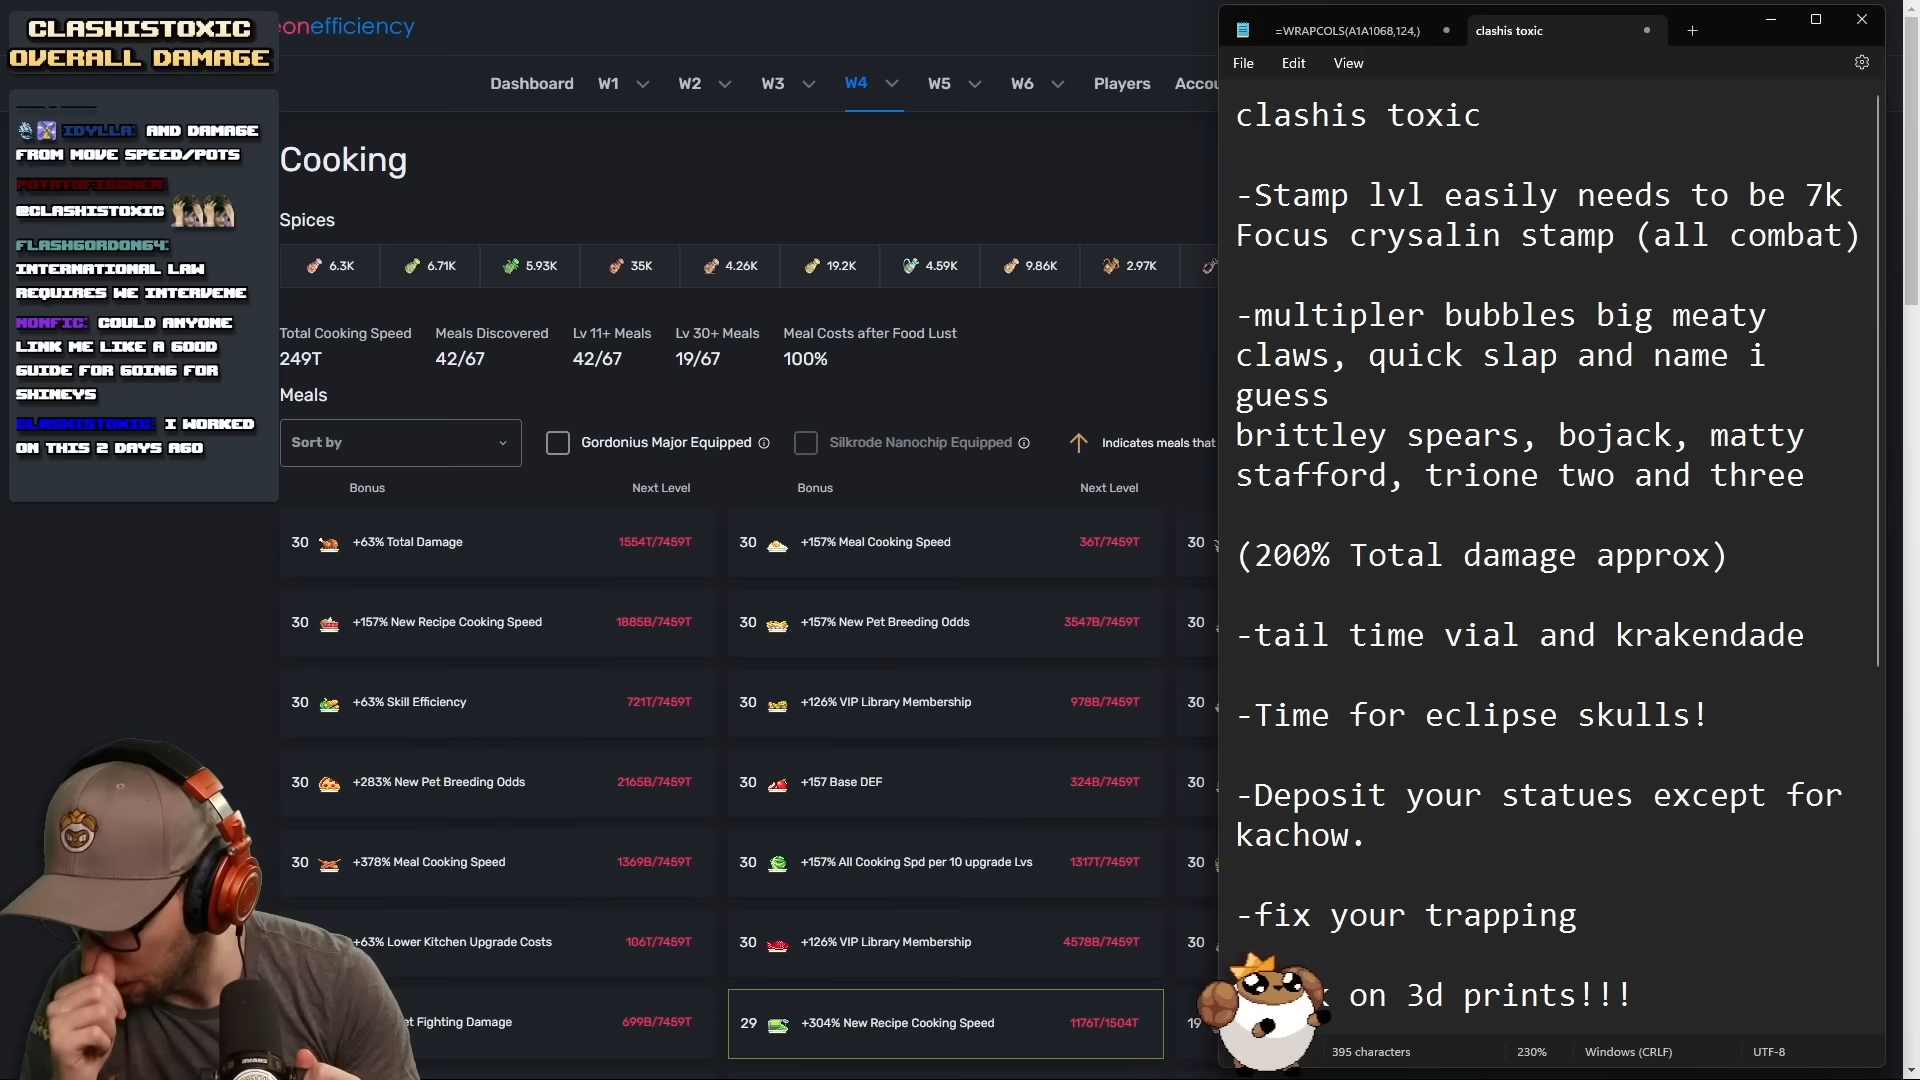 CLASHISTOXIC
OVERALL DAMAGE
onefficiency
IDYLLA: AND DAMAGE
FROM MOVE SPEED/POTS
POTATOFISCHER:
@CLASHISTOXIC
FLASHGORDON64:
INTERNATIONAL LAW
REQUIRES WE INTERVENE
NONFIC: COULD ANYONE
LINK ME LIKE A GOOD
GUIDE FOR GOING FOR
SHINEYS
CLASHISTOXIC: I WORKED
ON THIS 2 DAYS AGO
Dashboard W1 W2 W3 W4 W5 W6 Players Accou
Cooking
Spices
6.3K 6.71K 5.93K 35K 4.26K 19.2K 4.59K 9.86K 2.97K
Total Cooking Speed Meals Discovered Lv 11+ Meals Lv 30+ Meals Meal Costs after Food Lust
249T 42/67 42/67 19/67 100%
Meals
Sort by Gordonius Major Equipped Silkrode Nanochip Equipped Indicates meals that
Bonus Next Level Bonus Next Level
30 +63% Total Damage 1554T/7459T 30 +157% Meal Cooking Speed 36T/7459T 30
30 +157% New Recipe Cooking Speed 1885B/7459T 30 +157% New Pet Breeding Odds 3547B/7459T 30
30 +63% Skill Efficiency 721T/7459T 30 +126% VIP Library Membership 978B/7459T 30
30 +283% New Pet Breeding Odds 2165B/7459T 30 +157 Base DEF 324B/7459T 30
30 +378% Meal Cooking Speed 1369B/7459T 30 +157% All Cooking Spd per 10 upgrade Lvs 1317T/7459T 30
+63% Lower Kitchen Upgrade Costs 106T/7459T 30 +126% VIP Library Membership 4578B/7459T 30
et Fighting Damage 699B/7459T 29 +304% New Recipe Cooking Speed 1176T/1504T 19
=WRAPCOLS(A1A1068,124,) clashis toxic
File Edit View
clashis toxic
-Stamp lvl easily needs to be 7k
Focus crysalin stamp (all combat)
-multipler bubbles big meaty
claws, quick slap and name i
guess
brittley spears, bojack, matty
stafford, trione two and three
(200% Total damage approx)
-tail time vial and krakendade
-Time for eclipse skulls!
-Deposit your statues except for
kachow.
-fix your trapping
k on 3d prints!!!
395 characters 230% Windows (CRLF) UTF-8